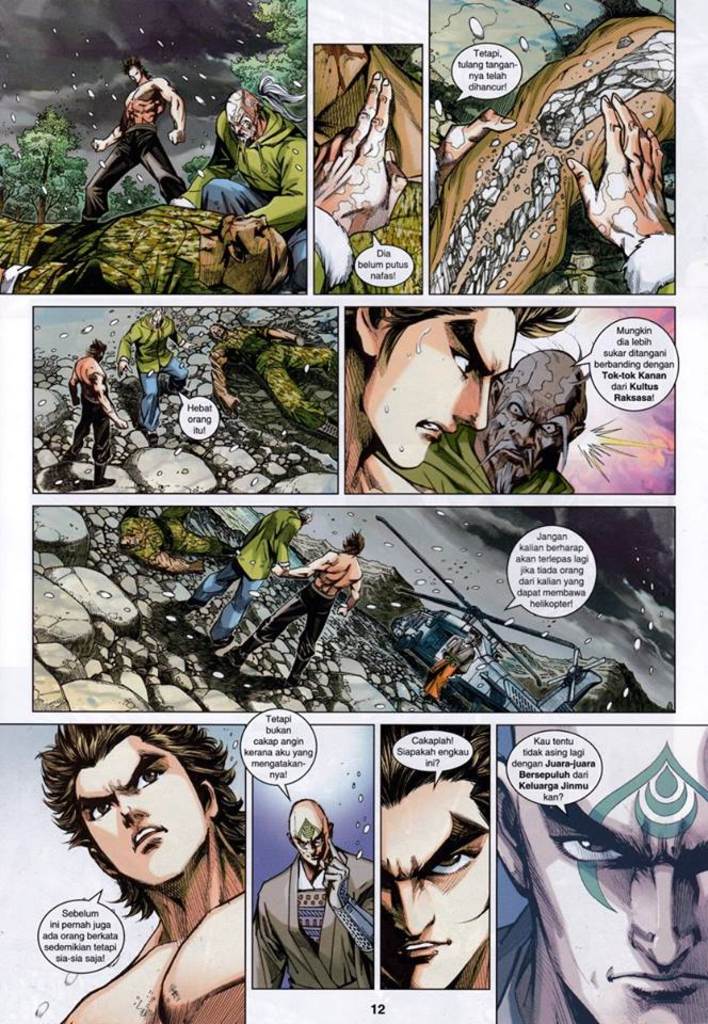 Dia
belum putus
nafas!
Tetapi,
tulang tangan-
nya telah
dihancur!
Hebat
orang
itu!
Mungkin
dia lebih
sukar ditangani
berbanding dengan
Tok-tok Kanan
dari Kultus
Raksasa!
Jangan
kalian berharap
akan terlepas lagi
jika tiada orang
dari kalian yang
dapat membawa
helikopter!
Sebelum
ini pernah juga
ada orang berkata
sedemikian tetapi
sia-sia saja!
Tetapi
bukan
cakap angin
kerana aku yang
mengatakan-
nya!
Cakaplah!
Siapakah engkau
ini?
Kau tentu
tidak asing lagi
dengan Juara-juara
Bersepuluh dari
Keluarga Jinmu
kan?
12